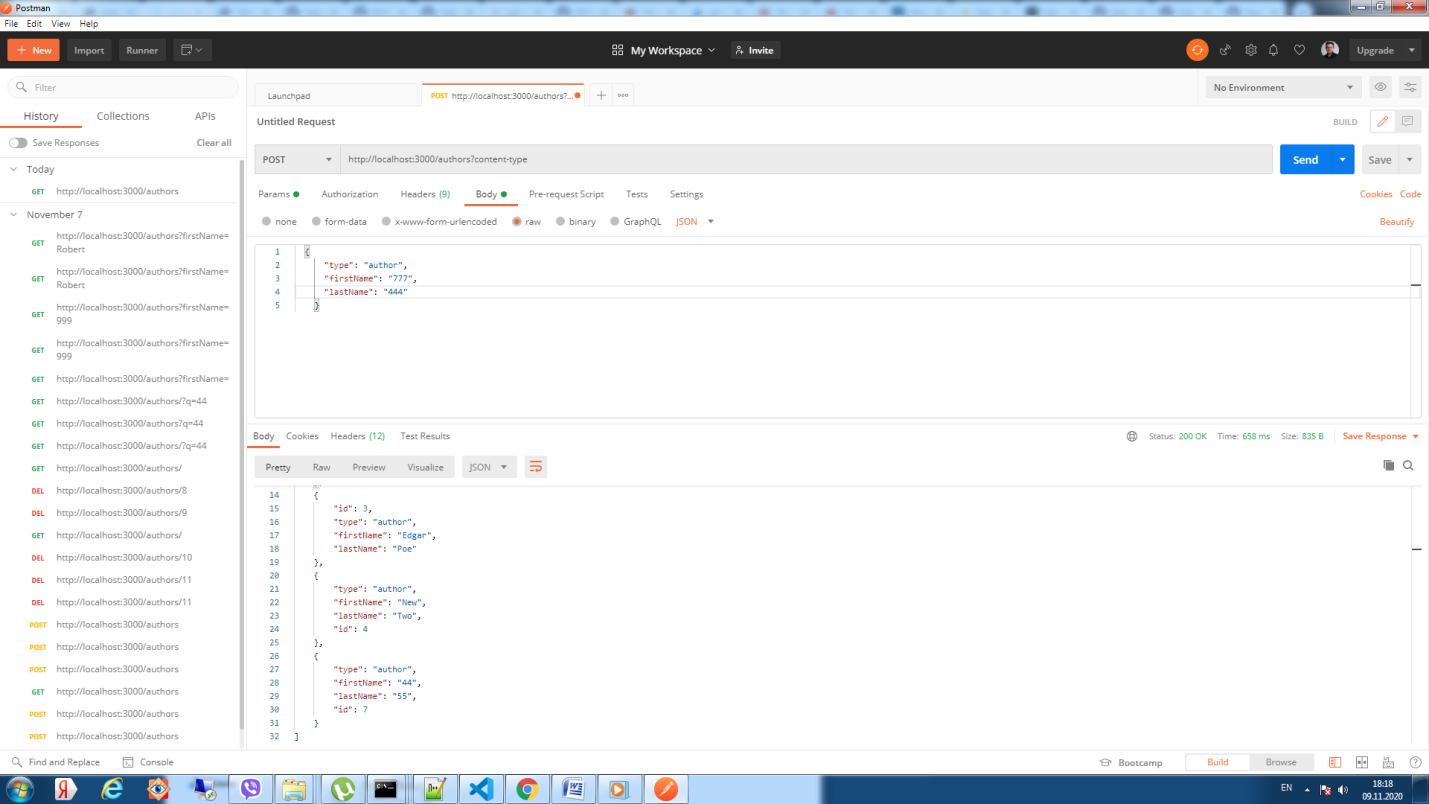 Postman
File Edit View Help
New Import Runner My Workspace Invite Upgrade
Filter
History Collections APIs
Save Responses Clear all
Today
GET http://localhost:3000/authors
November 7
GET http://localhost:3000/authors?firstName=
Robert
GET http://localhost:3000/authors?firstName=
Robert
GET http://localhost:3000/authors?firstName=
999
GET http://localhost:3000/authors?firstName=
999
GET http://localhost:3000/authors?firstName=
GET http://localhost:3000/authors/?q=44
GET http://localhost:3000/authors?q=44
GET http://localhost:3000/authors/?q=44
GET http://localhost:3000/authors/
DEL http://localhost:3000/authors/8
DEL http://localhost:3000/authors/9
GET http://localhost:3000/authors/
DEL http://localhost:3000/authors/10
DEL http://localhost:3000/authors/11
DEL http://localhost:3000/authors/11
POST http://localhost:3000/authors
POST http://localhost:3000/authors
POST http://localhost:3000/authors
GET http://localhost:3000/authors
POST http://localhost:3000/authors
POST http://localhost:3000/authors
Launchpad POST http://localhost:3000/authors?... No Environment
Untitled Request BUILD
POST http://localhost:3000/authors?content-type Send Save
Params Authorization Headers (9) Body Pre-request Script Tests Settings Cookies Code
none form-data x-www-form-urlencoded raw binary GraphQL JSON Beautify
1 {
2 "type": "author",
3 "firstName": "777",
4 "lastName": "444"
5 }
Body Cookies Headers (12) Test Results Status: 200 OK Time: 658 ms Size: 835 B Save Response
Pretty Raw Preview Visualize JSON
14 {
15 "id": 3,
16 "type": "author",
17 "firstName": "Edgar",
18 "lastName": "Poe"
19 },
20 {
21 "type": "author",
22 "firstName": "New",
23 "lastName": "Two",
24 "id": 4
25 },
26 {
27 "type": "author",
28 "firstName": "44",
29 "lastName": "55",
30 "id": 7
31 }
32 ]
Find and Replace Console Bootcamp Build Browse
EN 18:18
09.11.2020